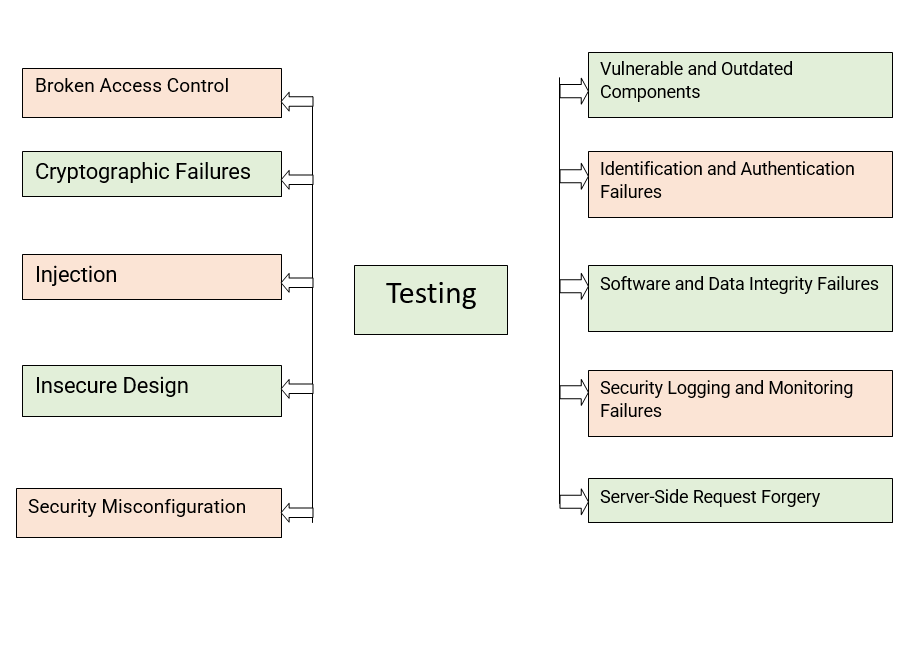 Broken Access Control
Cryptographic Failures
Injection
Insecure Design
Security Misconfiguration
Testing
Vulnerable and Outdated
Components
Identification and Authentication
Failures
Software and Data Integrity Failures
Security Logging and Monitoring
Failures
Server-Side Request Forgery